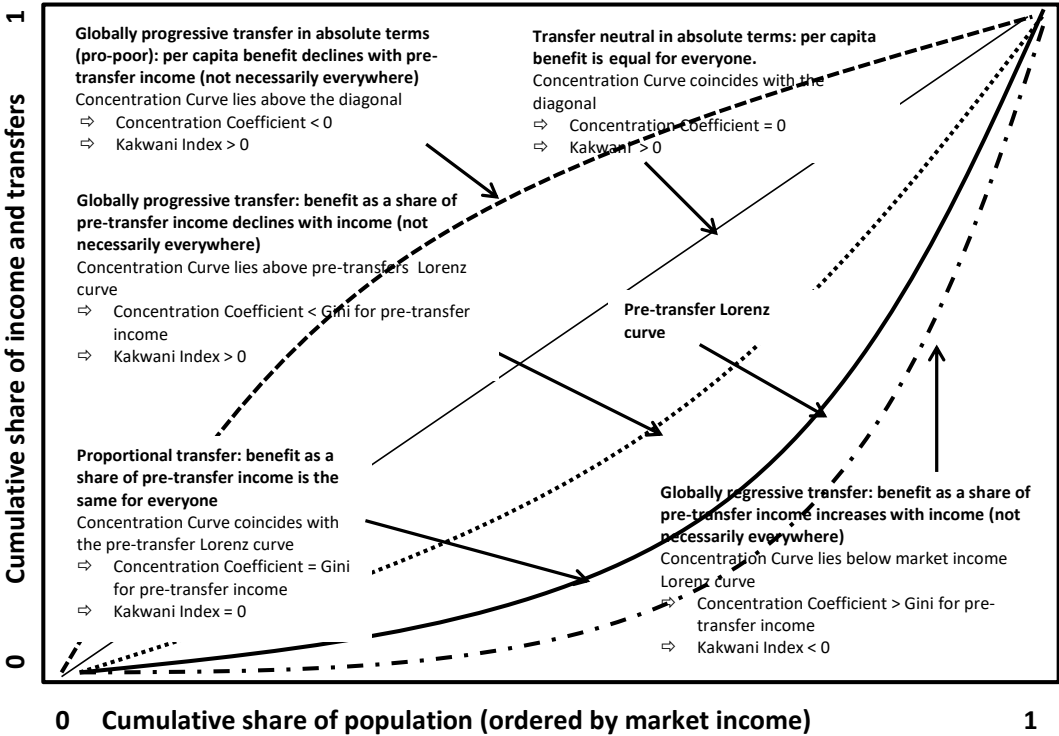 1
Cumulative share of income and transfers
0
Globally progressive transfer in absolute terms
(pro-poor): per capita benefit declines with pre-
transfer income (not necessarily everywhere)
Concentration Curve lies above the diagonal
⇨ Concentration Coefficient < 0
⇨ Kakwani Index > 0
Transfer neutral in absolute terms: per capita
benefit is equal for everyone.
Concentration Curve coincides with the
diagonal
⇨ Concentration Coefficient = 0
⇨ Kakwani > 0
Globally progressive transfer: benefit as a share of
pre-transfer income declines with income (not
necessarily everywhere)
Concentration Curve lies above pre-transfers Lorenz
curve
⇨ Concentration Coefficient < Gini for pre-transfer
income
⇨ Kakwani Index > 0
Pre-transfer Lorenz
curve
Proportional transfer: benefit as a
share of pre-transfer income is the
same for everyone
Concentration Curve coincides with
the pre-transfer Lorenz curve
⇨ Concentration Coefficient = Gini
for pre-transfer income
⇨ Kakwani Index = 0
Globally regressive transfer: benefit as a share of
pre-transfer income increases with income (not
necessarily everywhere)
Concentration Curve lies below market income
Lorenz curve
⇨ Concentration Coefficient > Gini for pre-
transfer income
⇨ Kakwani Index < 0
0 Cumulative share of population (ordered by market income) 1